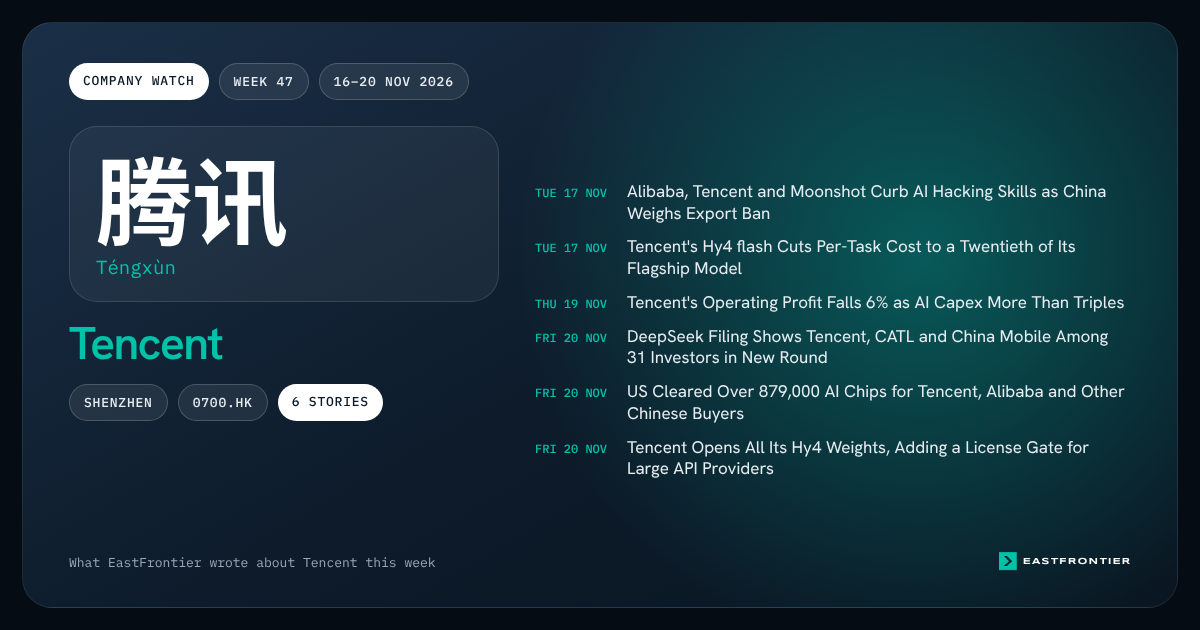 COMPANY WATCH
WEEK 47
16–20 NOV 2026
腾讯
Téngxùn
Tencent
SHENZHEN
0700.HK
6 STORIES
TUE 17 NOV
Alibaba, Tencent and Moonshot Curb AI Hacking Skills as China
Weighs Export Ban
TUE 17 NOV
Tencent's Hy4 flash Cuts Per-Task Cost to a Twentieth of Its
Flagship Model
THU 19 NOV
Tencent's Operating Profit Falls 6% as AI Capex More Than Triples
FRI 20 NOV
DeepSeek Filing Shows Tencent, CATL and China Mobile Among
31 Investors in New Round
FRI 20 NOV
US Cleared Over 879,000 AI Chips for Tencent, Alibaba and Other
Chinese Buyers
FRI 20 NOV
Tencent Opens All Its Hy4 Weights, Adding a License Gate for
Large API Providers
What EastFrontier wrote about Tencent this week
EASTFRONTIER